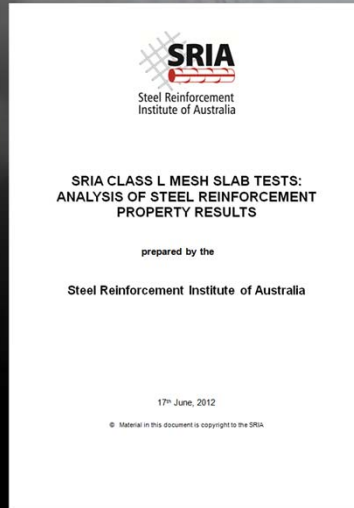 SRIA
Steel Reinforcement
Institute of Australia
SRIA CLASS L MESH SLAB TESTS:
ANALYSIS OF STEEL REINFORCEMENT
PROPERTY RESULTS
prepared by the
Steel Reinforcement Institute of Australia
17th June, 2012
© Material in this document is copyright to the SRIA